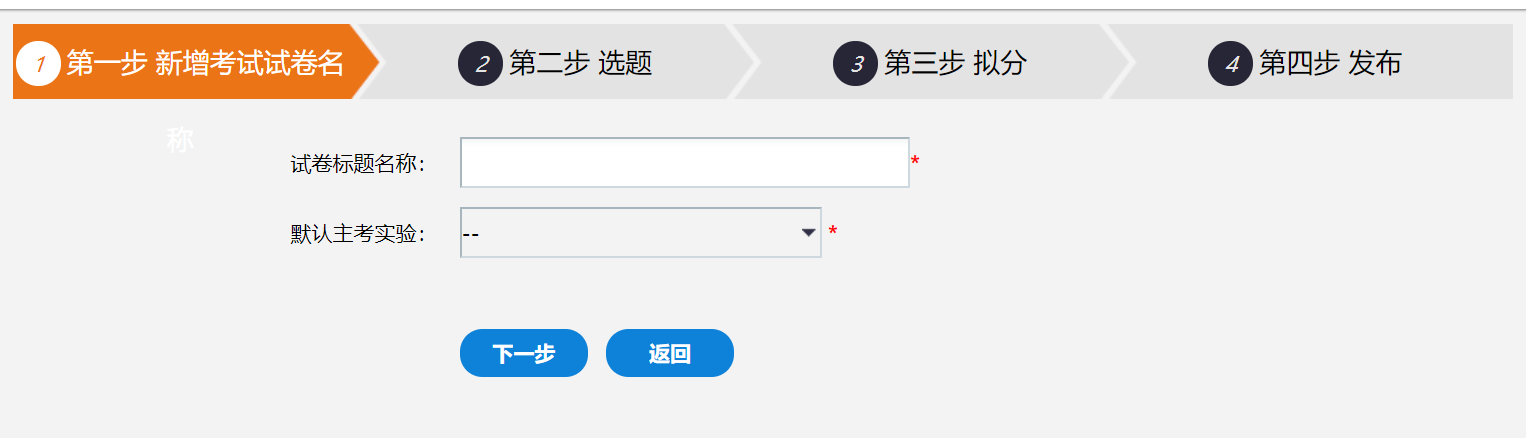 1 第一步 新增考试试卷名
称
2 第二步 选题
3 第三步 拟分
4 第四步 发布
试卷标题名称: *
默认主考实验: -- *
下一步 返回